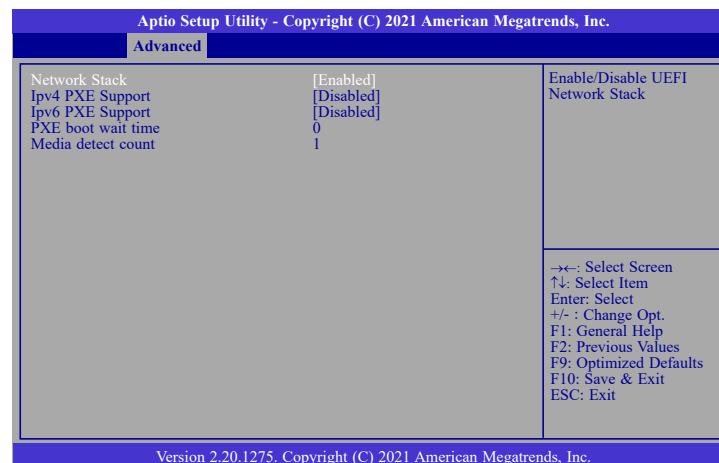 Aptio Setup Utility - Copyright (C) 2021 American Megatrends, Inc.
Advanced
Network Stack [Enabled]
Ipv4 PXE Support [Disabled]
Ipv6 PXE Support [Disabled]
PXE boot wait time 0
Media detect count 1
Enable/Disable UEFI
Network Stack
→←: Select Screen
↑↓: Select Item
Enter: Select
+/- : Change Opt.
F1: General Help
F2: Previous Values
F9: Optimized Defaults
F10: Save & Exit
ESC: Exit
Version 2.20.1275. Copyright (C) 2021 American Megatrends, Inc.